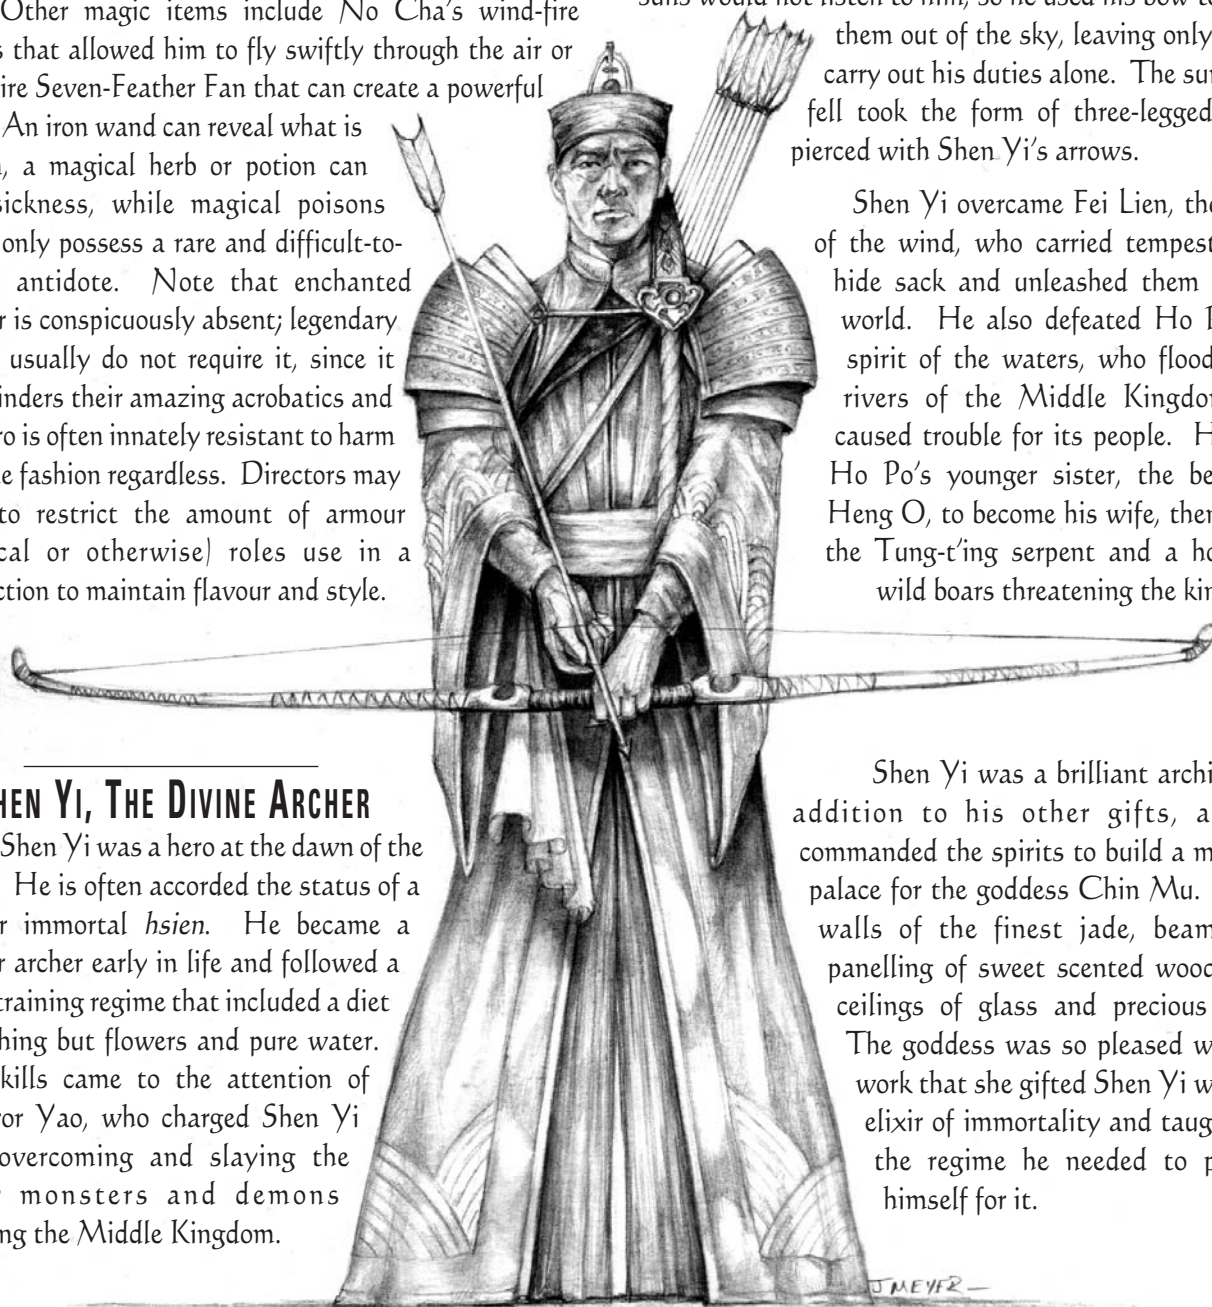 Other magic items include No Cha's wind-fire
s that allowed him to fly swiftly through the air or
ire Seven-Feather Fan that can create a powerful
An iron wand can reveal what is
, a magical herb or potion can
sickness, while magical poisons
only possess a rare and difficult-to-
antidote. Note that enchanted
r is conspicuously absent; legendary
usually do not require it, since it
inders their amazing acrobatics and
ro is often innately resistant to harm
e fashion regardless. Directors may
to restrict the amount of armour
cal or otherwise) roles use in a
ction to maintain flavour and style.
HEN YI, THE DIVINE ARCHER
Shen Yi was a hero at the dawn of the
He is often accorded the status of a
r immortal hsien. He became a
r archer early in life and followed a
training regime that included a diet
hing but flowers and pure water.
kills came to the attention of
ror Yao, who charged Shen Yi
overcoming and slaying the
monsters and demons
ng the Middle Kingdom.
suns would not listen to him, so he used his bow to
them out of the sky, leaving only
carry out his duties alone. The sun
fell took the form of three-legged
pierced with Shen Yi's arrows.
Shen Yi overcame Fei Lien, the
of the wind, who carried tempest
hide sack and unleashed them
world. He also defeated Ho P
spirit of the waters, who flood
rivers of the Middle Kingdom
caused trouble for its people. H
Ho Po's younger sister, the be
Heng O, to become his wife, then
the Tung-t'ing serpent and a ho
wild boars threatening the kin
Shen Yi was a brilliant archi
addition to his other gifts, a
commanded the spirits to build a m
palace for the goddess Chin Mu.
walls of the finest jade, beam
panelling of sweet scented wood
ceilings of glass and precious
The goddess was so pleased w
work that she gifted Shen Yi w
elixir of immortality and taug
the regime he needed to p
himself for it.
J MEYER